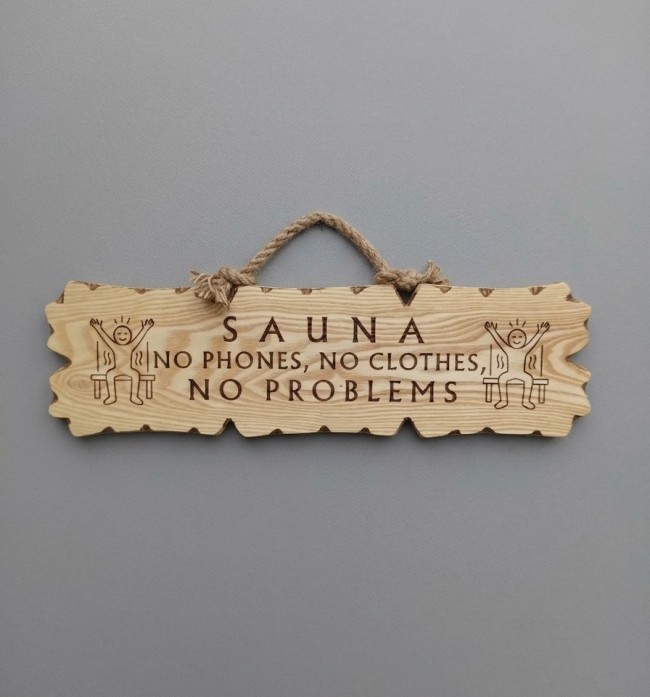 SAUNA
NO PHONES, NO CLOTHES,
NO PROBLEMS